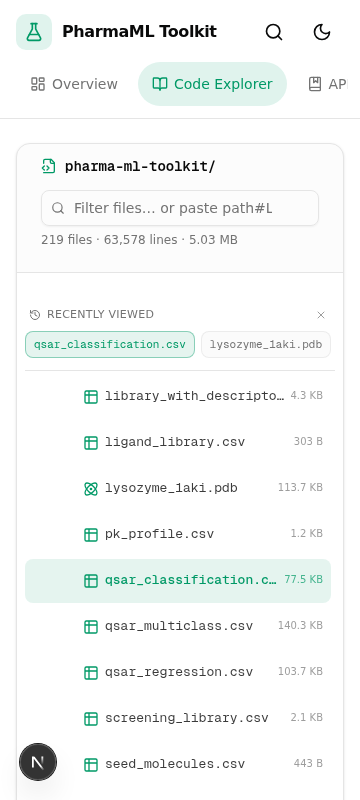 PharmaML Toolkit
Overview
Code Explorer
AP
pharma-ml-toolkit/
Filter files… or paste path#L
219 files · 63,578 lines · 5.03 MB
RECENTLY VIEWED
qsar_classification.csv
lysozyme_1aki.pdb
library_with_descripto… 4.3 KB
ligand_library.csv 303 B
lysozyme_1aki.pdb 113.7 KB
pk_profile.csv 1.2 KB
qsar_classification.c… 77.5 KB
qsar_multiclass.csv 140.3 KB
qsar_regression.csv 103.7 KB
screening_library.csv 2.1 KB
seed_molecules.csv 443 B
N